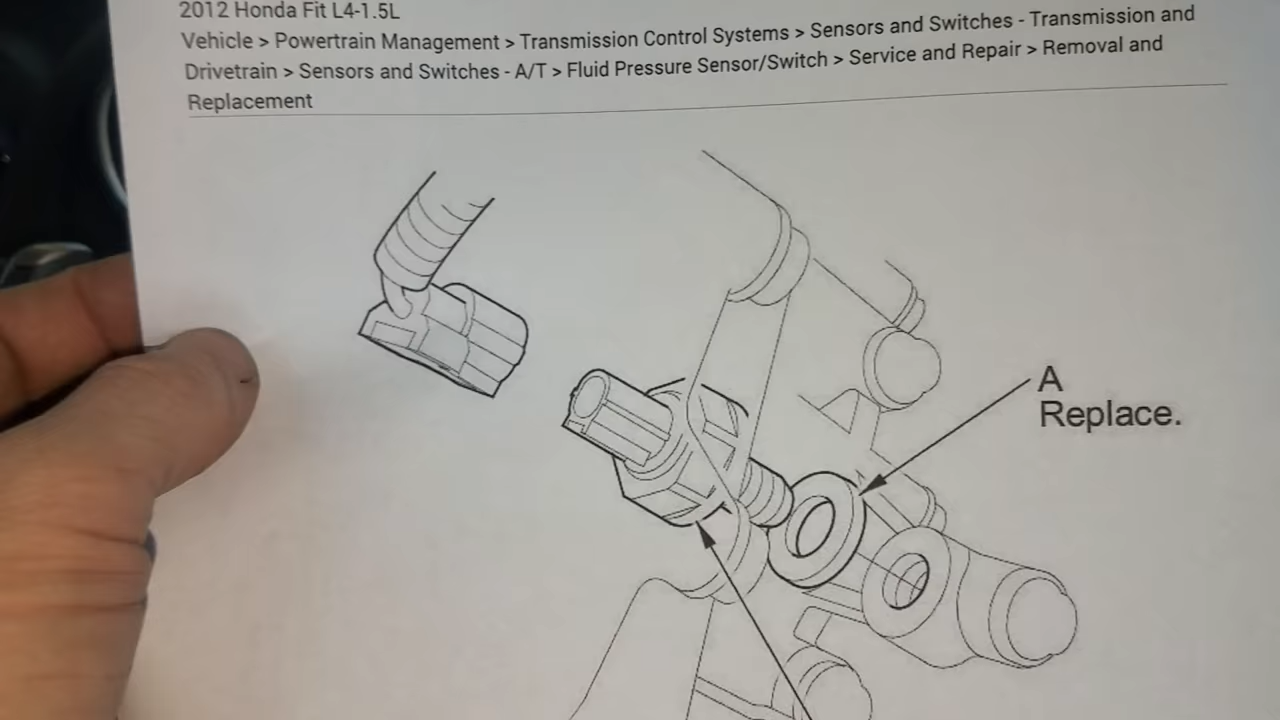 2012 Honda Fit L4-1.5L
Vehicle > Powertrain Management > Transmission Control Systems > Sensors and Switches - Transmission and
Drivetrain > Sensors and Switches - A/T > Fluid Pressure Sensor/Switch > Service and Repair > Removal and
Replacement
A
Replace.